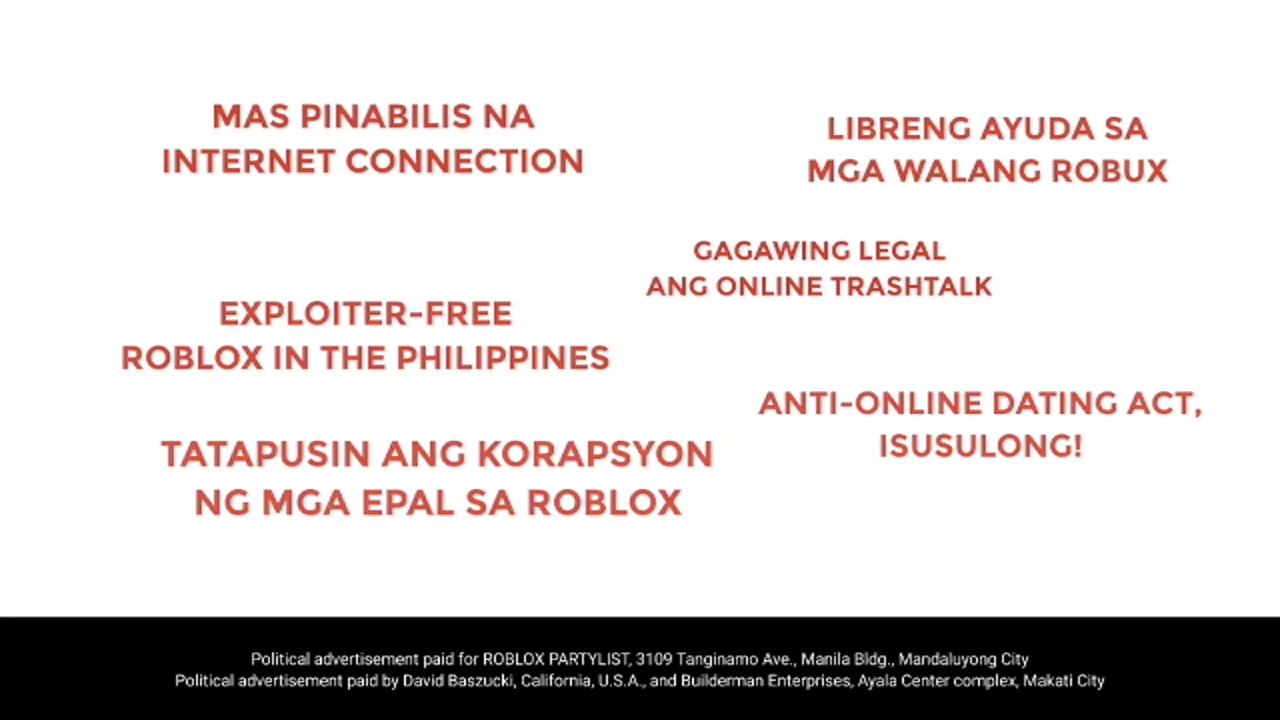 MAS PINABILIS NA
INTERNET CONNECTION
LIBRENG AYUDA SA
MGA WALANG ROBUX
GAGAWING LEGAL
ANG ONLINE TRASHTALK
EXPLOITER-FREE
ROBLOX IN THE PHILIPPINES
ANTI-ONLINE DATING ACT,
ISUSULONG!
TATAPUSIN ANG KORAPSYON
NG MGA EPAL SA ROBLOX
Political advertisement paid for ROBLOX PARTYLIST, 3109 Tanginamo Ave., Manila Bldg., Mandaluyong City
Political advertisement paid by David Baszucki, California, U.S.A., and Builderman Enterprises, Ayala Center complex, Makati City